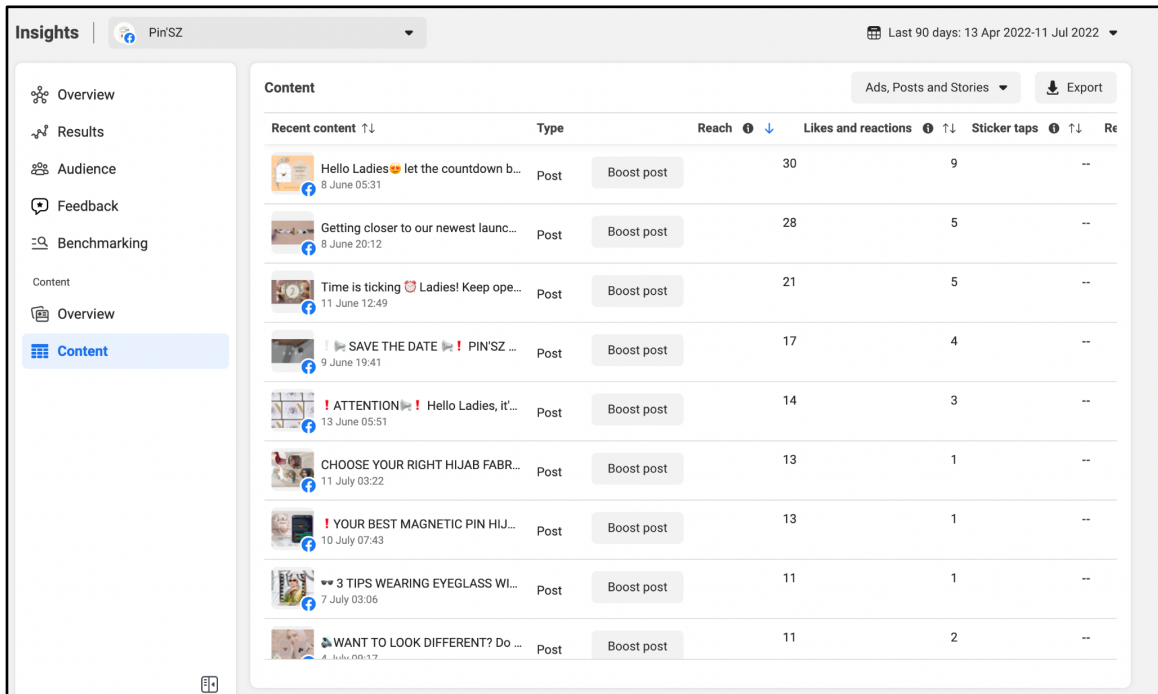 Insights
Pin'SZ
Last 90 days: 13 Apr 2022-11 Jul 2022
Overview
Results
Audience
Feedback
Benchmarking
Content
Overview
Content
Content
Ads, Posts and Stories
Export
Recent content ↑↓ Type Reach ↓ Likes and reactions ↑↓ Sticker taps ↑↓ Re
Hello Ladies😍 let the countdown b... Post Boost post 30 9 --
8 June 05:31
Getting closer to our newest launc... Post Boost post 28 5 --
8 June 20:12
Time is ticking ⏰ Ladies! Keep ope... Post Boost post 21 5 --
11 June 12:49
❕📢 SAVE THE DATE 📢❗ PIN'SZ ... Post Boost post 17 4 --
9 June 19:41
❗ATTENTION📢❗ Hello Ladies, it'... Post Boost post 14 3 --
13 June 05:51
CHOOSE YOUR RIGHT HIJAB FABR... Post Boost post 13 1 --
11 July 03:22
❗YOUR BEST MAGNETIC PIN HIJ... Post Boost post 13 1 --
10 July 07:43
🕶 3 TIPS WEARING EYEGLASS WI... Post Boost post 11 1 --
7 July 03:06
🔊WANT TO LOOK DIFFERENT? Do ... Post Boost post 11 2 --
4 July 09:17